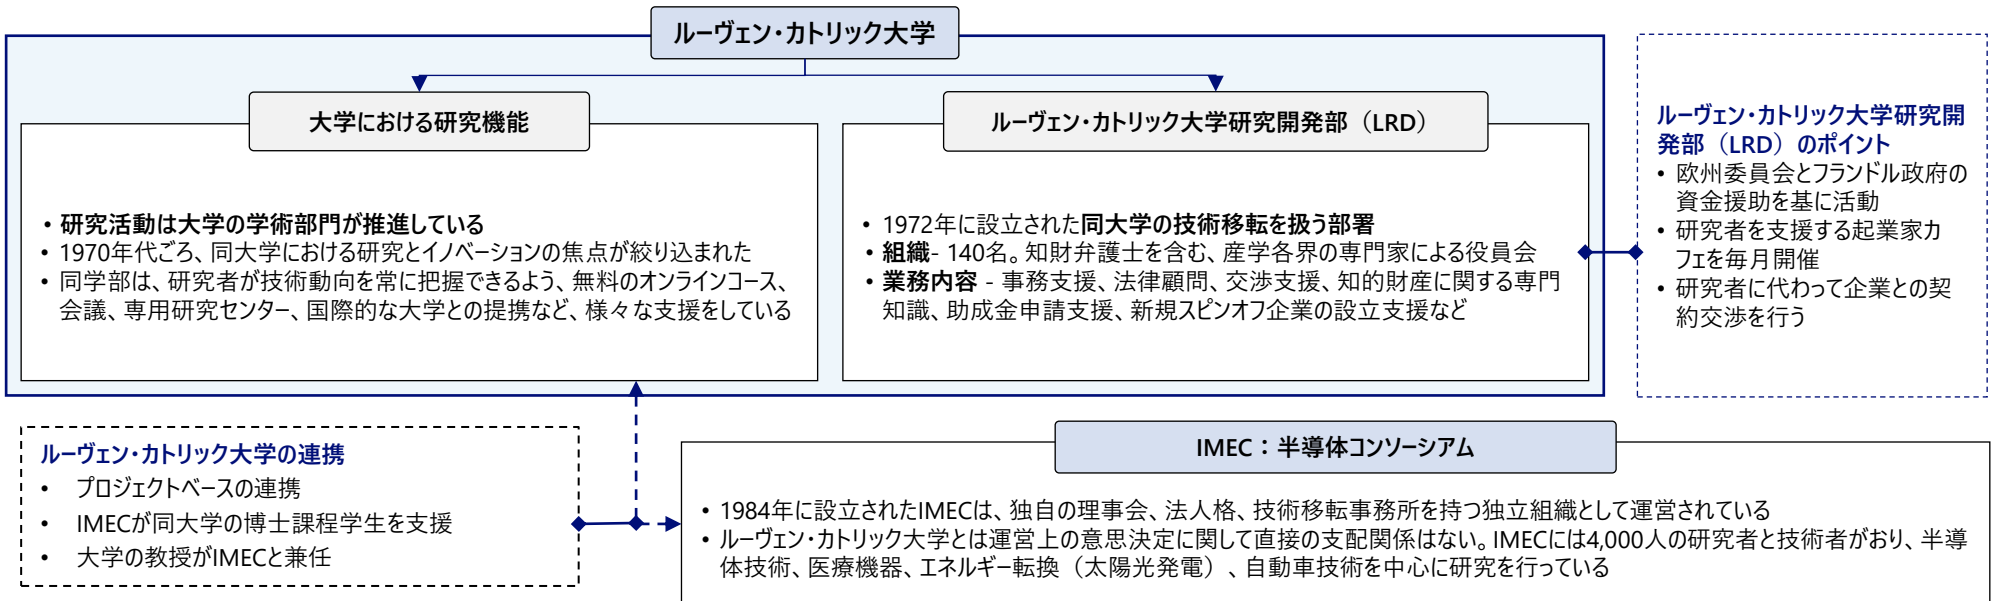 ルーヴェン・カトリック大学
大学における研究機能
• 研究活動は大学の学術部門が推進している
• 1970年代ごろ、同大学における研究とイノベーションの焦点が絞り込まれた
• 同学部は、研究者が技術動向を常に把握できるよう、無料のオンラインコース、
会議、専用研究センター、国際的な大学との提携など、様々な支援をしている
ルーヴェン・カトリック大学研究開発部（LRD）
• 1972年に設立された同大学の技術移転を扱う部署
• 組織- 140名。知財弁護士を含む、産学各界の専門家による役員会
• 業務内容 - 事務支援、法律顧問、交渉支援、知的財産に関する専門
知識、助成金申請支援、新規スピンオフ企業の設立支援など
ルーヴェン・カトリック大学研究開
発部（LRD）のポイント
• 欧州委員会とフランドル政府の
資金援助を基に活動
• 研究者を支援する起業家カ
フェを毎月開催
• 研究者に代わって企業との契
約交渉を行う
ルーヴェン・カトリック大学の連携
• プロジェクトベースの連携
• IMECが同大学の博士課程学生を支援
• 大学の教授がIMECと兼任
IMEC：半導体コンソーシアム
• 1984年に設立されたIMECは、独自の理事会、法人格、技術移転事務所を持つ独立組織として運営されている
• ルーヴェン・カトリック大学とは運営上の意思決定に関して直接の支配関係はない。IMECには4,000人の研究者と技術者がおり、半導
体技術、医療機器、エネルギー転換（太陽光発電）、自動車技術を中心に研究を行っている